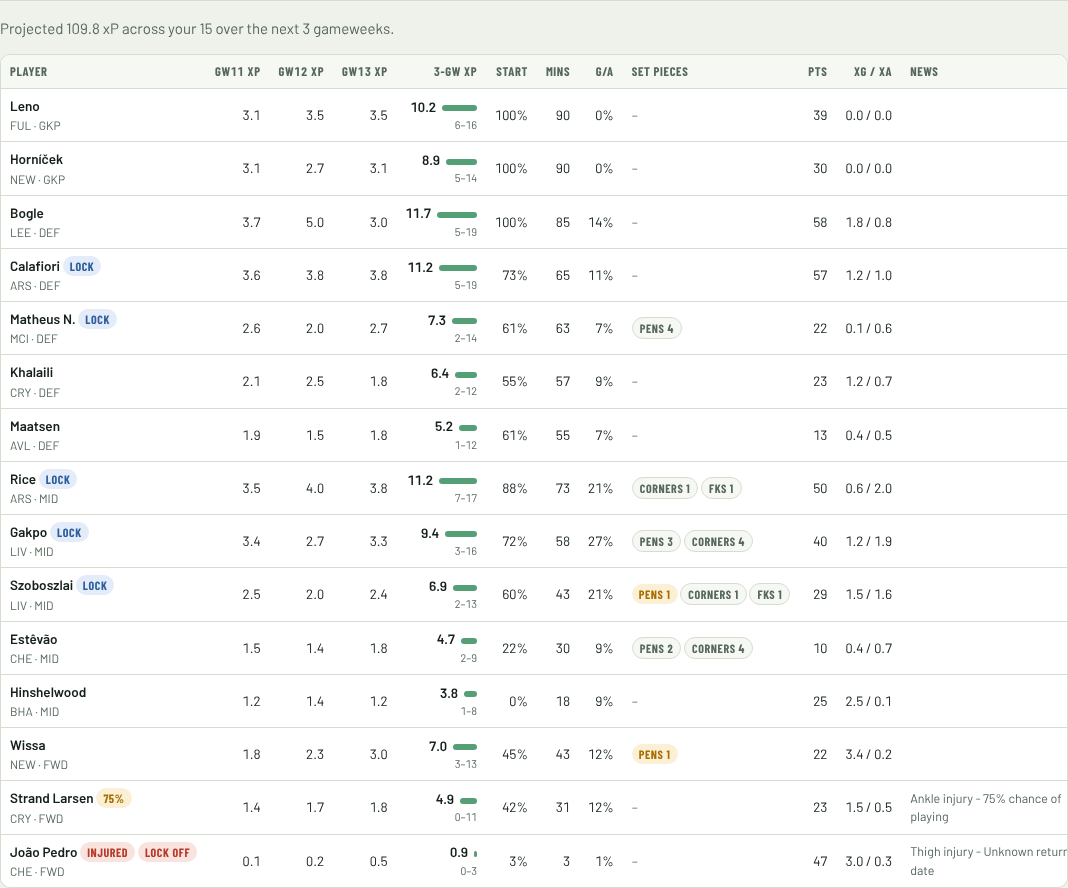 Projected 109.8 xP across your 15 over the next 3 gameweeks.
PLAYER GW11 XP GW12 XP GW13 XP 3-GW XP START MINS G/A SET PIECES PTS XG / XA NEWS
Leno
FUL · GKP
3.1 3.5 3.5 10.2 6–16 100% 90 0% – 39 0.0 / 0.0
Horníček
NEW · GKP
3.1 2.7 3.1 8.9 5–14 100% 90 0% – 30 0.0 / 0.0
Bogle
LEE · DEF
3.7 5.0 3.0 11.7 5–19 100% 85 14% – 58 1.8 / 0.8
Calafiori LOCK
ARS · DEF
3.6 3.8 3.8 11.2 5–19 73% 65 11% – 57 1.2 / 1.0
Matheus N. LOCK
MCI · DEF
2.6 2.0 2.7 7.3 2–14 61% 63 7% PENS 4 22 0.1 / 0.6
Khalaili
CRY · DEF
2.1 2.5 1.8 6.4 2–12 55% 57 9% – 23 1.2 / 0.7
Maatsen
AVL · DEF
1.9 1.5 1.8 5.2 1–12 61% 55 7% – 13 0.4 / 0.5
Rice LOCK
ARS · MID
3.5 4.0 3.8 11.2 7–17 88% 73 21% CORNERS 1 FKS 1 50 0.6 / 2.0
Gakpo LOCK
LIV · MID
3.4 2.7 3.3 9.4 3–16 72% 58 27% PENS 3 CORNERS 4 40 1.2 / 1.9
Szoboszlai LOCK
LIV · MID
2.5 2.0 2.4 6.9 2–13 60% 43 21% PENS 1 CORNERS 1 FKS 1 29 1.5 / 1.6
Estêvão
CHE · MID
1.5 1.4 1.8 4.7 2–9 22% 30 9% PENS 2 CORNERS 4 10 0.4 / 0.7
Hinshelwood
BHA · MID
1.2 1.4 1.2 3.8 1–8 0% 18 9% – 25 2.5 / 0.1
Wissa
NEW · FWD
1.8 2.3 3.0 7.0 3–13 45% 43 12% PENS 1 22 3.4 / 0.2
Strand Larsen 75%
CRY · FWD
1.4 1.7 1.8 4.9 0–11 42% 31 12% – 23 1.5 / 0.5 Ankle injury - 75% chance of
playing
João Pedro INJURED LOCK OFF
CHE · FWD
0.1 0.2 0.5 0.9 0–3 3% 3 1% – 47 3.0 / 0.3 Thigh injury - Unknown return
date